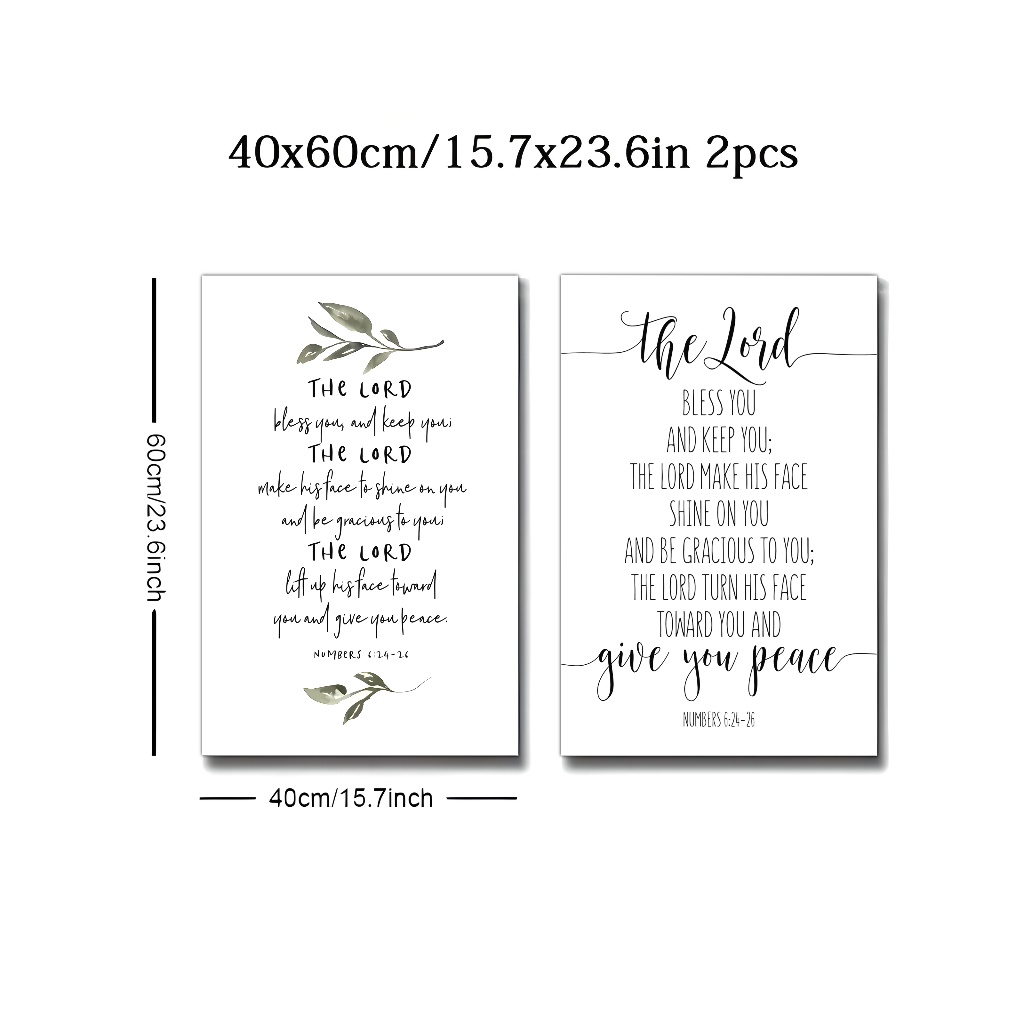 40x60cm/15.7x23.6in 2pcs
60cm/23.6inch
THE LORD
bless you, and keep you;
THE LORD
make his face to shine on you
and be gracious to you;
THE LORD
lift up his face toward
you and give you peace.
NUMBERS 6:24-26
40cm/15.7inch
the Lord
BLESS YOU
AND KEEP YOU;
THE LORD MAKE HIS FACE
SHINE ON YOU
AND BE GRACIOUS TO YOU;
THE LORD TURN HIS FACE
TOWARD YOU AND
give you peace
NUMBERS 6:24-26